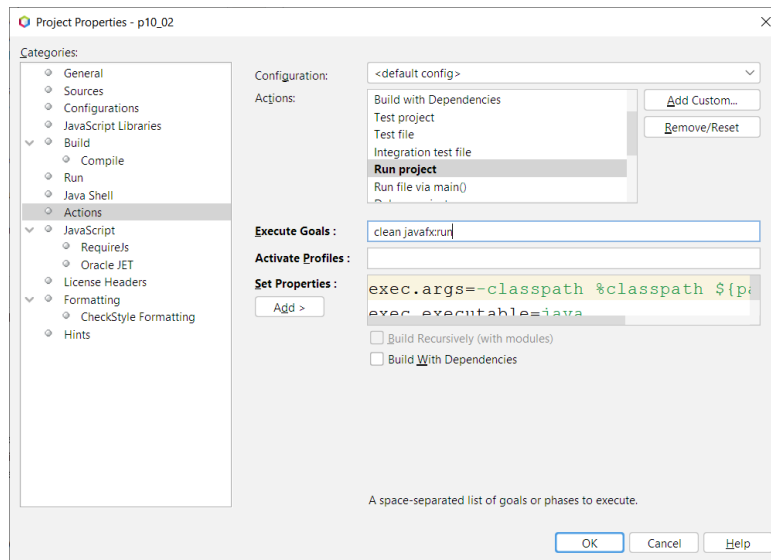 Project Properties - p10_02
Categories:
General
Sources
Configurations
JavaScript Libraries
Build
Compile
Run
Java Shell
Actions
JavaScript
RequireJs
Oracle JET
License Headers
Formatting
CheckStyle Formatting
Hints
Configuration:
<default config>
Actions:
Build with Dependencies
Test project
Test file
Integration test file
Run project
Run file via main()
Add Custom...
Remove/Reset
Execute Goals :
clean javafx:run
Activate Profiles :
Set Properties :
Add >
exec.args=-classpath %classpath ${pa
exec.executable=java
Build Recursively (with modules)
Build With Dependencies
A space-separated list of goals or phases to execute.
OK
Cancel
Help